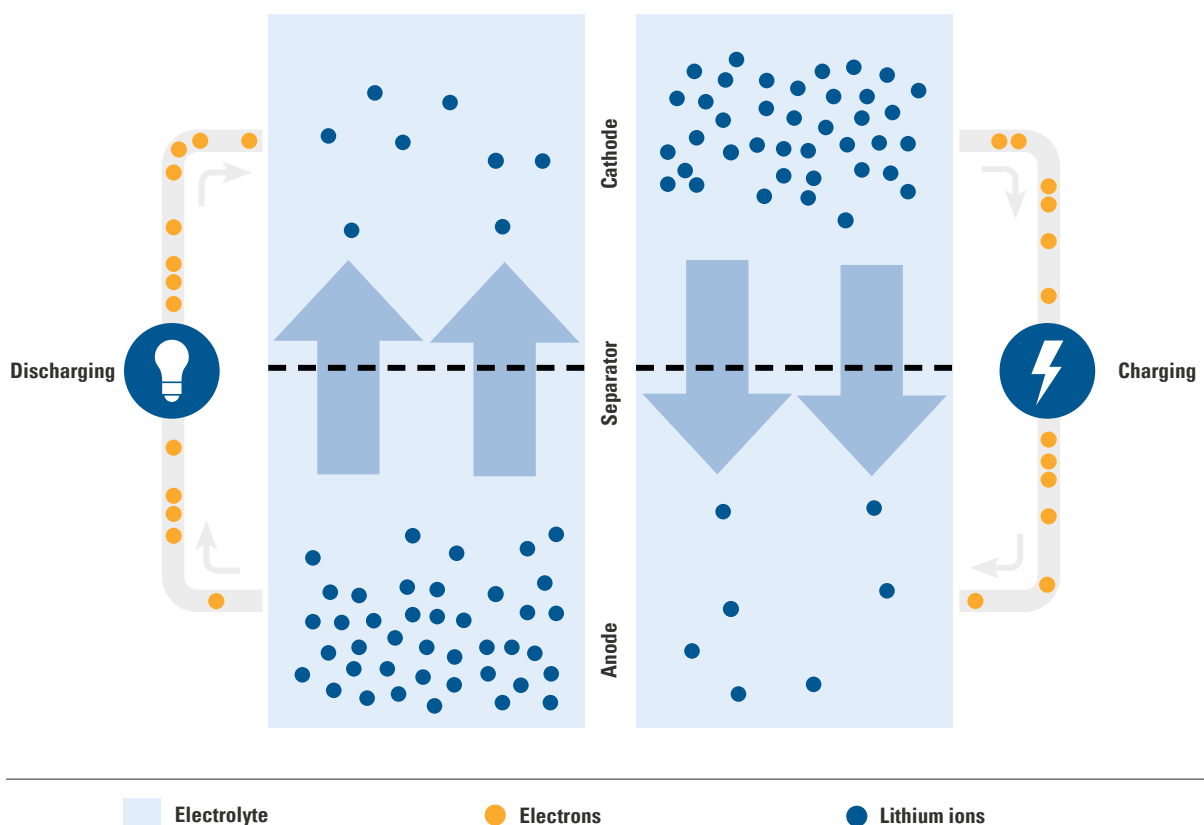 Cathode
Discharging
Separator
Charging
Anode
Electrolyte
Electrons
Lithium ions